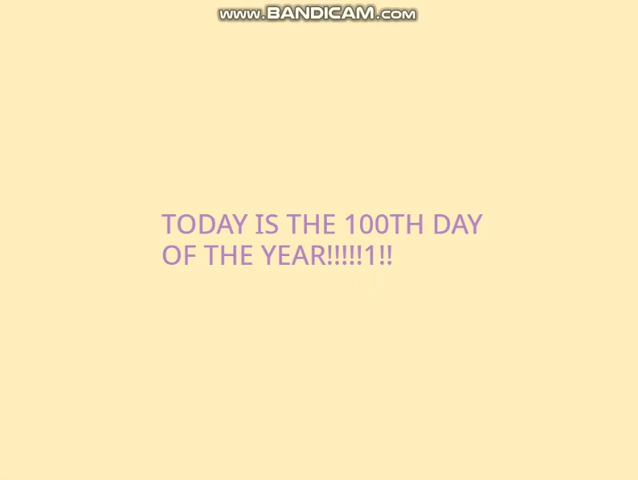 www.BANDICAM.com
TODAY IS THE 100TH DAY
OF THE YEAR!!!!!1!!